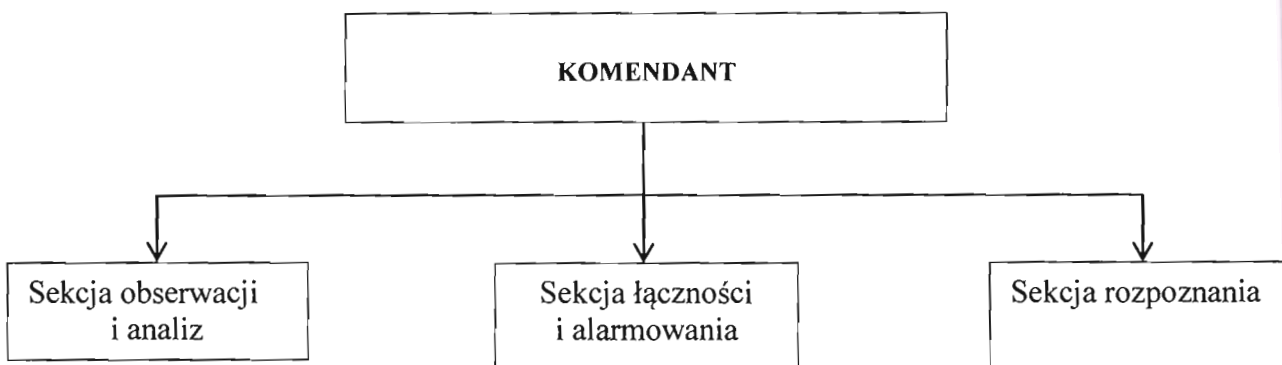 KOMENDANT
Sekcja obserwacji
i analiz
Sekcja łączności
i alarmowania
Sekcja rozpoznania